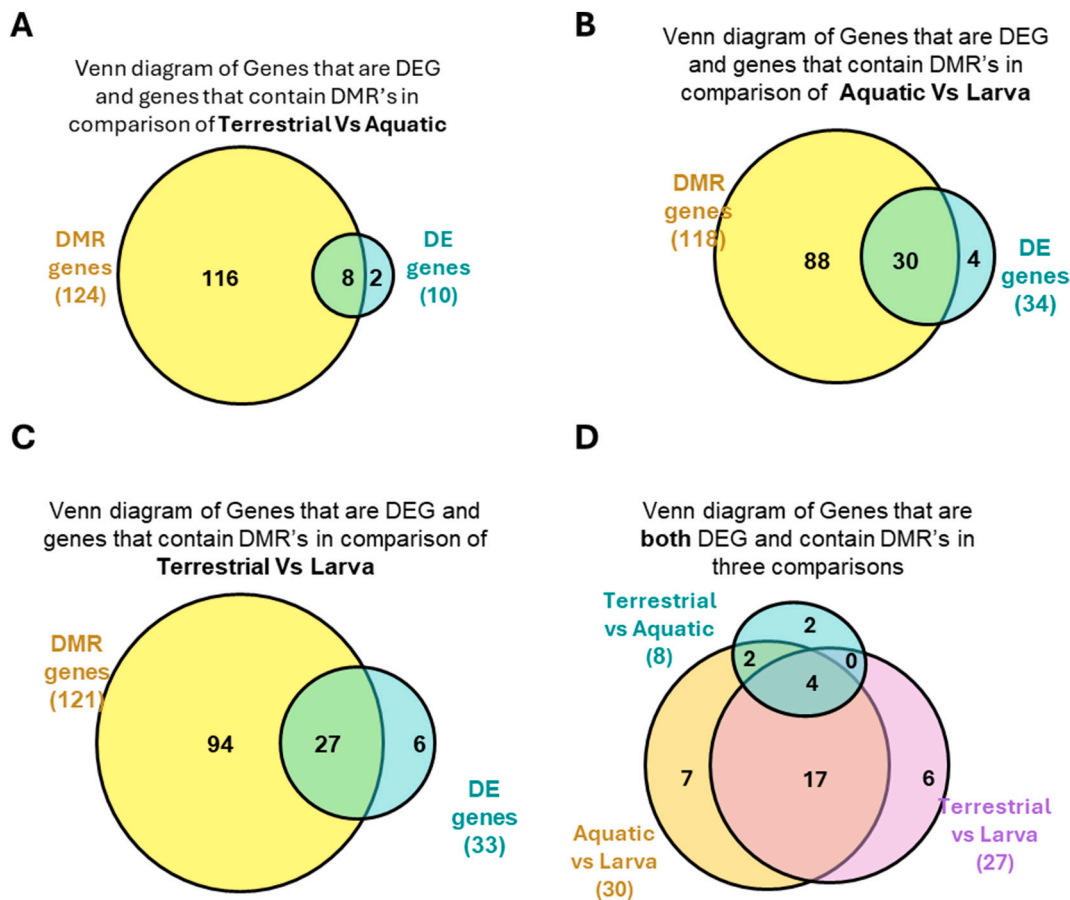 A
Venn diagram of Genes that are DEG
and genes that contain DMR’s in
comparison of Terrestrial Vs Aquatic
DMR
genes
(124)
116
8
2
DE
genes
(10)
B
Venn diagram of Genes that are DEG
and genes that contain DMR’s in
comparison of Aquatic Vs Larva
DMR
genes
(118)
88
30
4
DE
genes
(34)
C
Venn diagram of Genes that are DEG and
genes that contain DMR’s in comparison of
Terrestrial Vs Larva
DMR
genes
(121)
94
27
6
DE
genes
(33)
D
Venn diagram of Genes that are
both DEG and contain DMR’s in
three comparisons
Terrestrial
vs Aquatic
(8)
2
2
0
4
7
17
6
Aquatic
vs Larva
(30)
Terrestrial
vs Larva
(27)